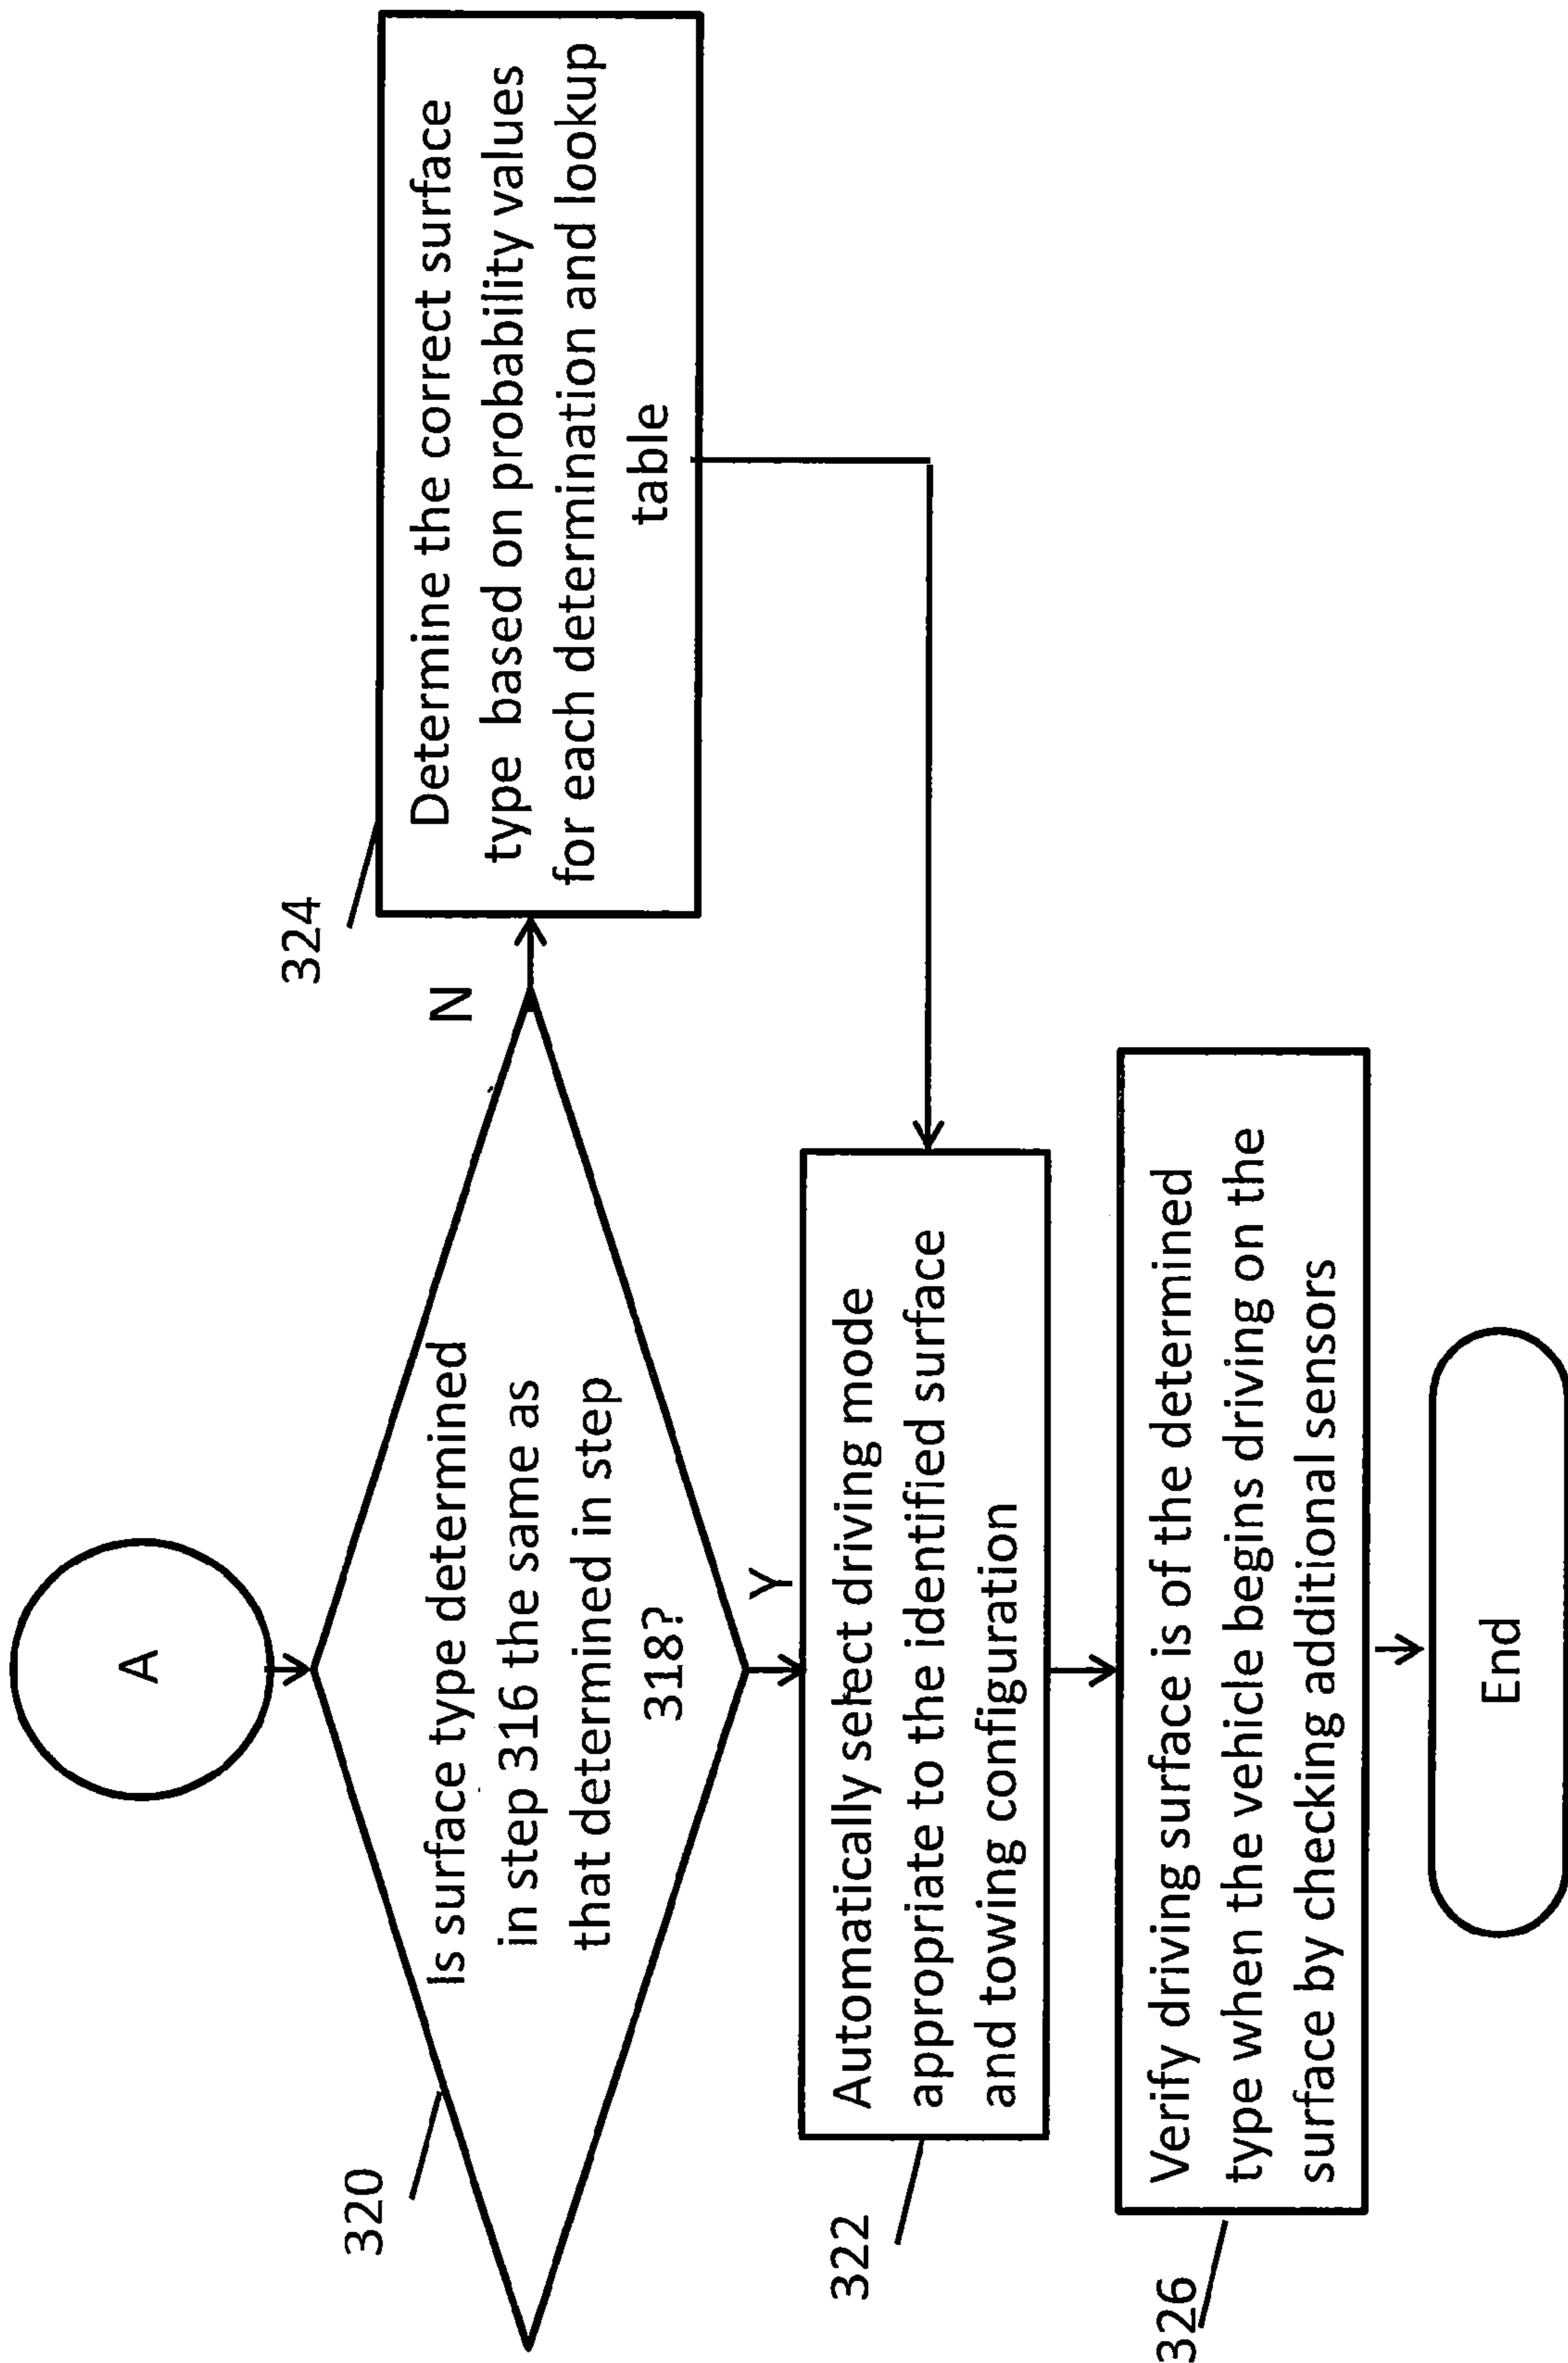 A
320
Is surface type determined
in step 316 the same as
that determined in step
318?
N
324
Determine the correct surface
type based on probability values
for each determination and lookup
table
Y
322
Automatically select driving mode
appropriate to the identified surface
and towing configuration
326
Verify driving surface is of the determined
type when the vehicle begins driving on the
surface by checking additional sensors
End